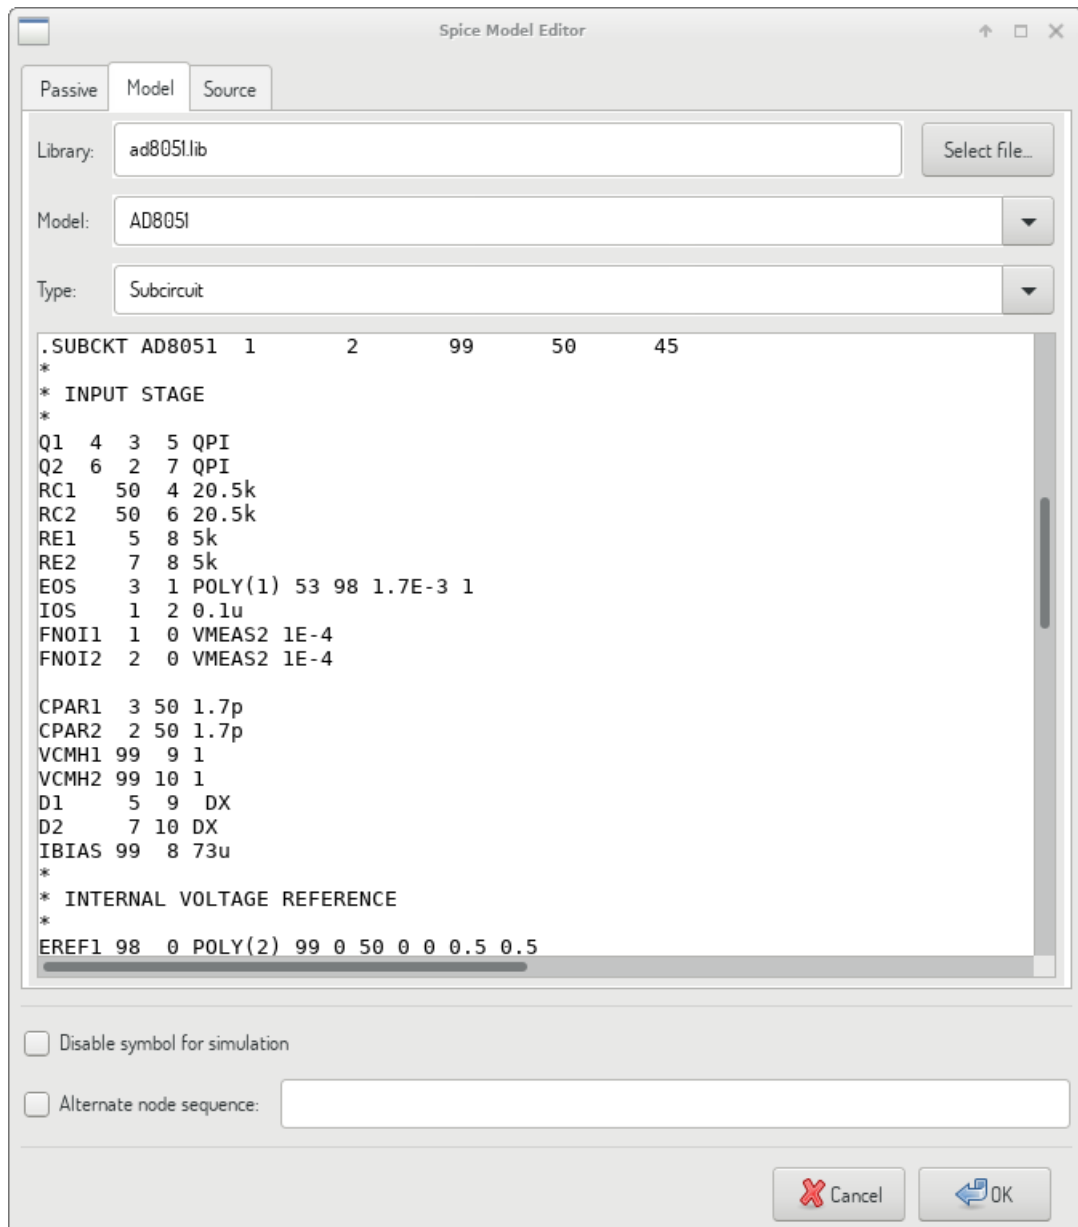 Spice Model Editor
Passive Model Source
Library: ad8051.lib Select file...
Model: AD8051
Type: Subcircuit
.SUBCKT AD8051  1       2       99      50      45
*
*  INPUT STAGE
*
Q1  4  3  5 QPI
Q2  6  2  7 QPI
RC1   50  4 20.5k
RC2   50  6 20.5k
RE1    5  8 5k
RE2    7  8 5k
EOS    3  1 POLY(1) 53 98 1.7E-3 1
IOS    1  2 0.1u
FNOI1  1  0 VMEAS2 1E-4
FNOI2  2  0 VMEAS2 1E-4
CPAR1  3 50 1.7p
CPAR2  2 50 1.7p
VCMH1 99  9 1
VCMH2 99 10 1
D1     5  9  DX
D2     7 10 DX
IBIAS 99  8 73u
*
* INTERNAL VOLTAGE REFERENCE
*
EREF1 98  0 POLY(2) 99 0 50 0 0 0.5 0.5
Disable symbol for simulation
Alternate node sequence:
Cancel OK